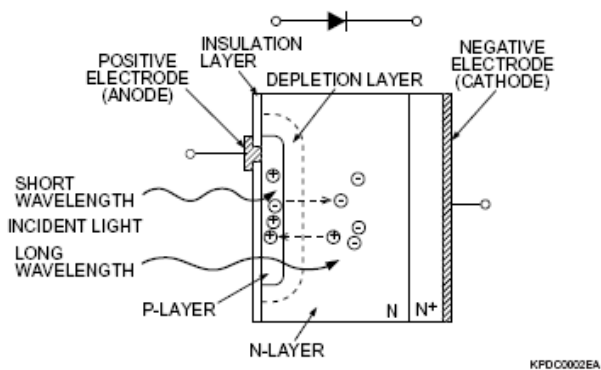 POSITIVE
ELECTRODE
(ANODE)
INSULATION
LAYER
DEPLETION LAYER
NEGATIVE
ELECTRODE
(CATHODE)
SHORT
WAVELENGTH
INCIDENT LIGHT
LONG
WAVELENGTH
P-LAYER
N-LAYER
N
N+
KPDC0002EA